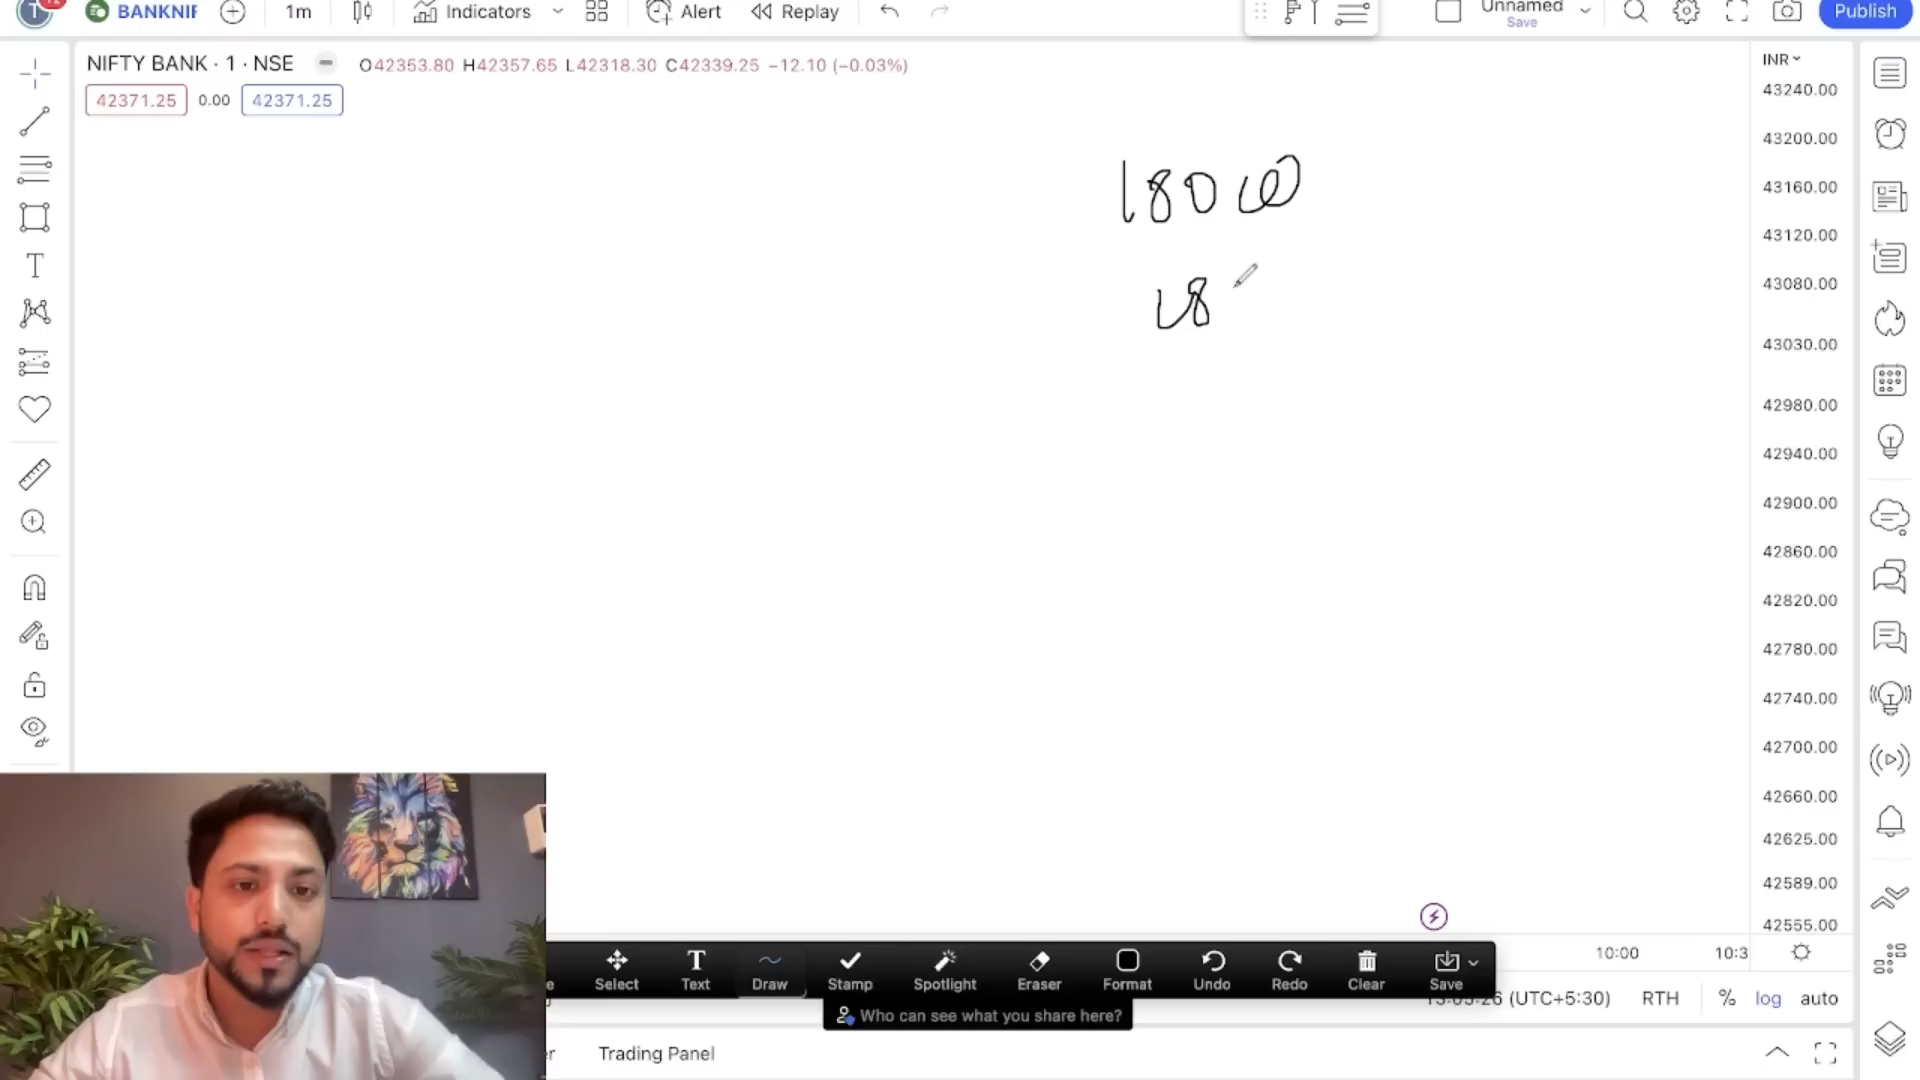 T
12
BANKNIF
1m
Indicators
Alert
Replay
Unnamed
Save
Publish
NIFTY BANK · 1 · NSE
O42353.80 H42357.65 L42318.30 C42339.25 −12.10 (−0.03%)
42371.25 0.00 42371.25
INR
43240.00
43200.00
43160.00
43120.00
43080.00
43030.00
42980.00
42940.00
42900.00
42860.00
42820.00
42780.00
42740.00
42700.00
42660.00
42625.00
42589.00
42555.00
18000
18
10:00 10:3
Select
Text
Draw
Stamp
Spotlight
Eraser
Format
Undo
Redo
Clear
Save
Who can see what you share here?
(UTC+5:30) RTH % log auto
r Trading Panel